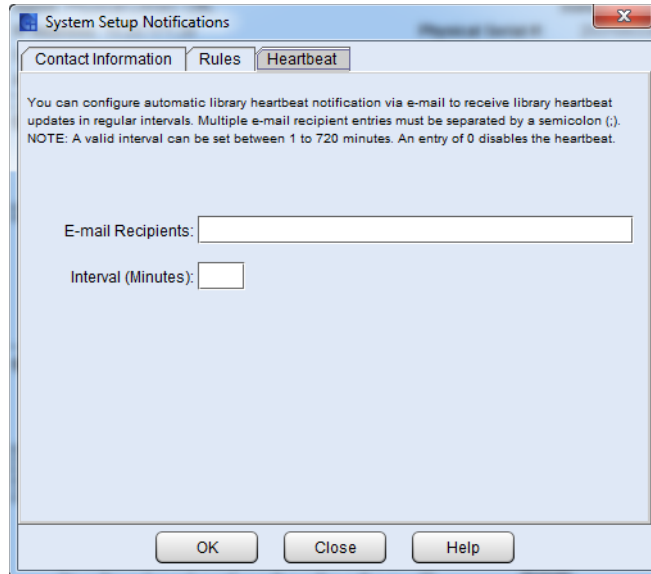 System Setup Notifications
Contact Information Rules Heartbeat
You can configure automatic library heartbeat notification via e-mail to receive library heartbeat
updates in regular intervals. Multiple e-mail recipient entries must be separated by a semicolon (;).
NOTE: A valid interval can be set between 1 to 720 minutes. An entry of 0 disables the heartbeat.
E-mail Recipients:
Interval (Minutes):
OK Close Help